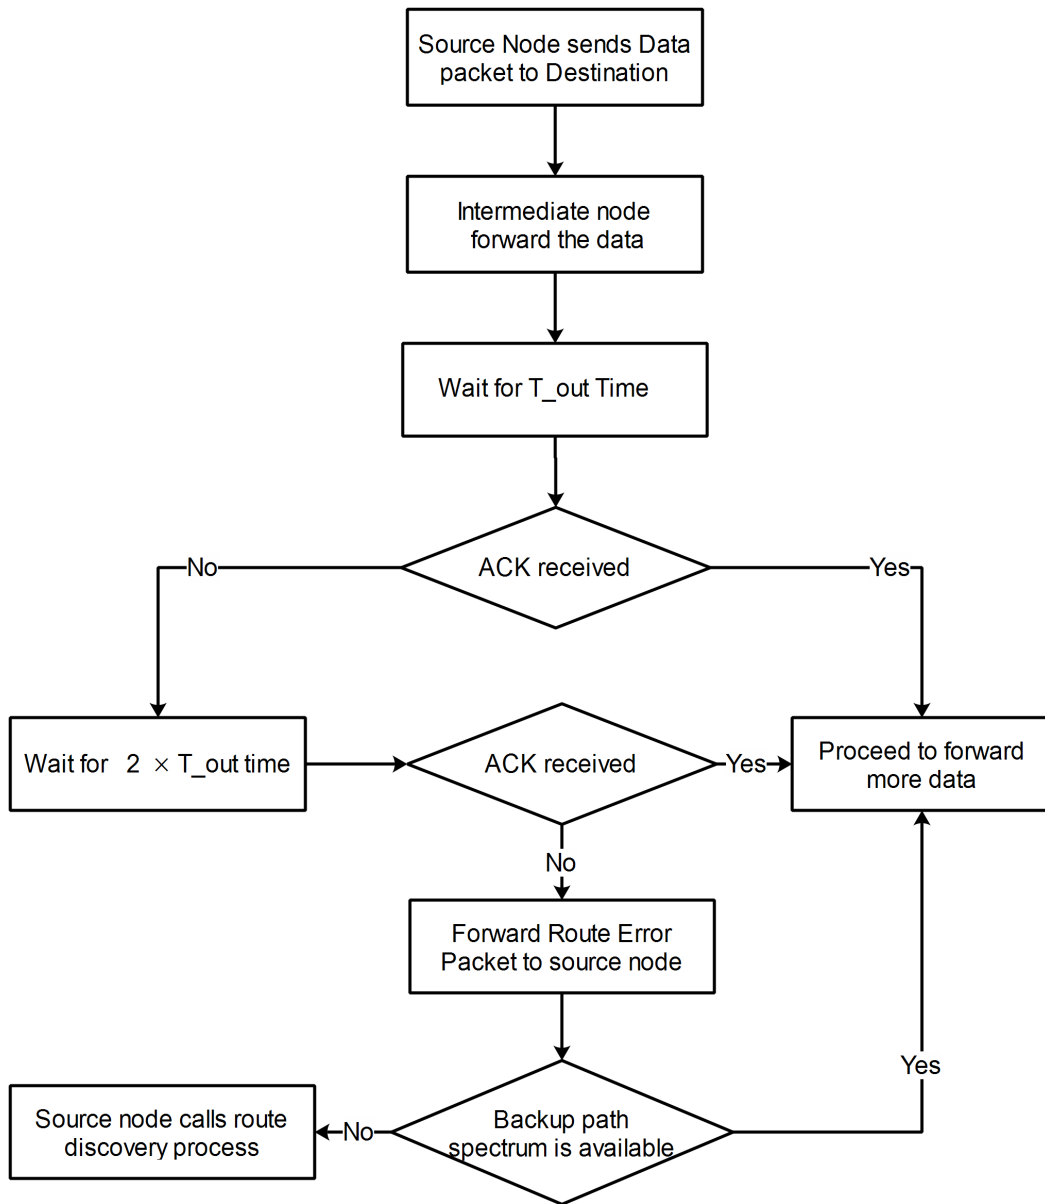 Source Node sends Data
packet to Destination
Intermediate node
forward the data
Wait for T_out Time
ACK received
No
Yes
Wait for 2 × T_out time
ACK received
Yes
Proceed to forward
more data
No
Forward Route Error
Packet to source node
Yes
Source node calls route
discovery process
No
Backup path
spectrum is available